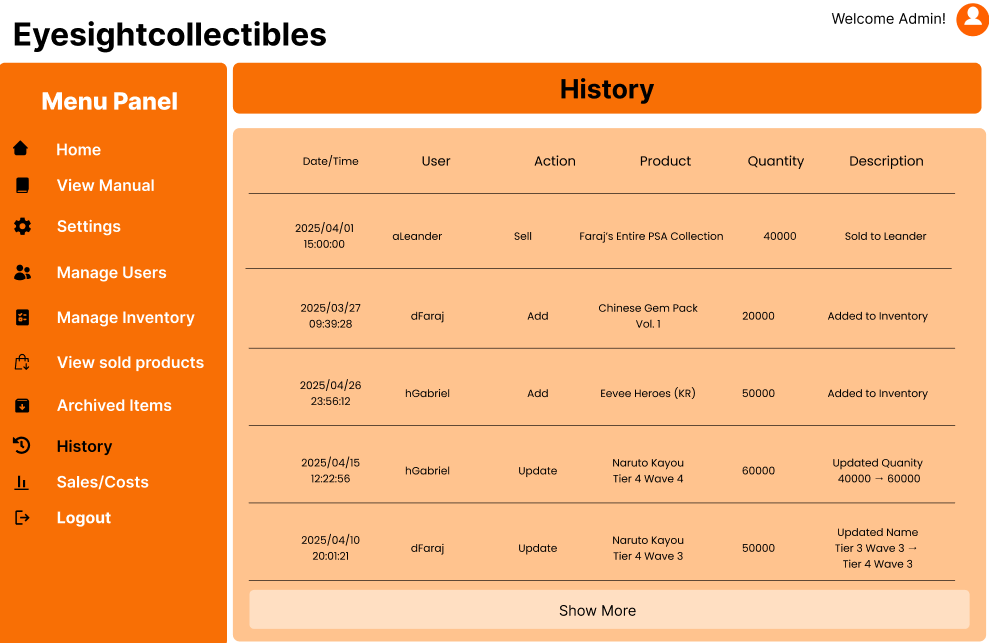 Eyesightcollectibles
Welcome Admin!
Menu Panel
Home
View Manual
Settings
Manage Users
Manage Inventory
View sold products
Archived Items
History
Sales/Costs
Logout
History
Date/Time User Action Product Quantity Description
2025/04/01
15:00:00
aLeander Sell Faraj's Entire PSA Collection 40000 Sold to Leander
2025/03/27
09:39:28
dFaraj Add
Chinese Gem Pack
Vol. 1
20000 Added to Inventory
2025/04/26
23:56:12
hGabriel Add Eevee Heroes (KR) 50000 Added to Inventory
2025/04/15
12:22:56
hGabriel Update
Naruto Kayou
Tier 4 Wave 4
60000
Updated Quanity
40000 → 60000
2025/04/10
20:01:21
dFaraj Update
Naruto Kayou
Tier 4 Wave 3
50000
Updated Name
Tier 3 Wave 3 →
Tier 4 Wave 3
Show More